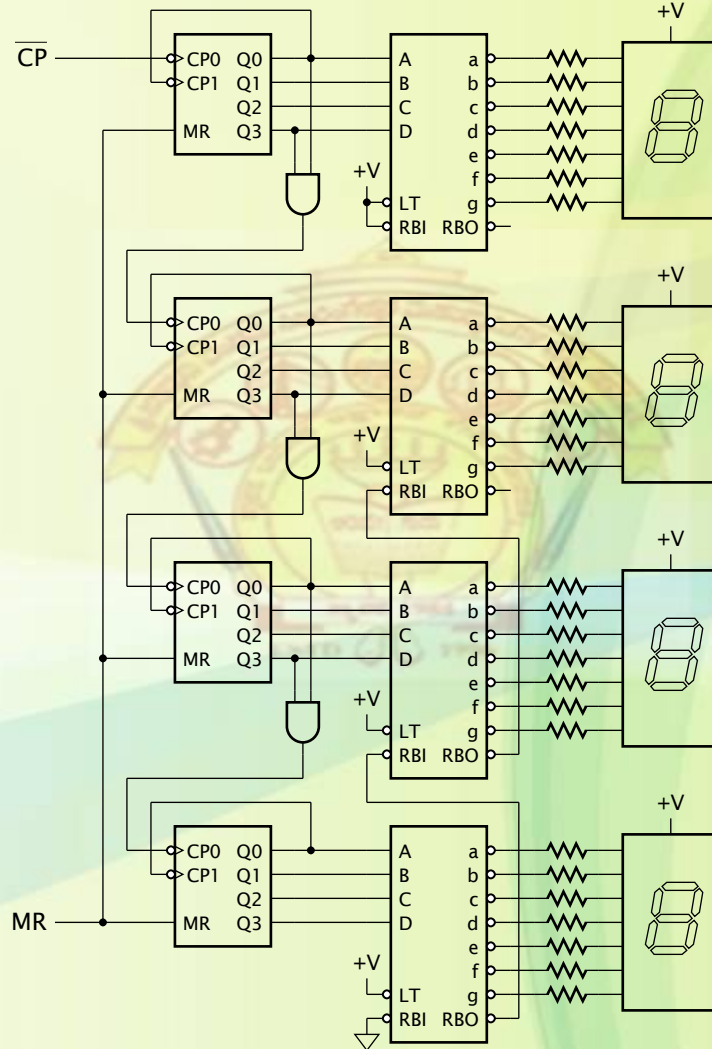 +V
CP
CP0 Q0 A a
CP1 Q1 B b
Q2 C c
MR Q3 D d
e
+V f
LT g
RBI RBO
+V
CP0 Q0 A a
CP1 Q1 B b
Q2 C c
MR Q3 D d
e
+V f
LT g
RBI RBO
+V
CP0 Q0 A a
CP1 Q1 B b
Q2 C c
MR Q3 D d
e
+V f
LT g
RBI RBO
+V
CP0 Q0 A a
CP1 Q1 B b
Q2 C c
MR MR Q3 D d
e
+V f
LT g
RBI RBO